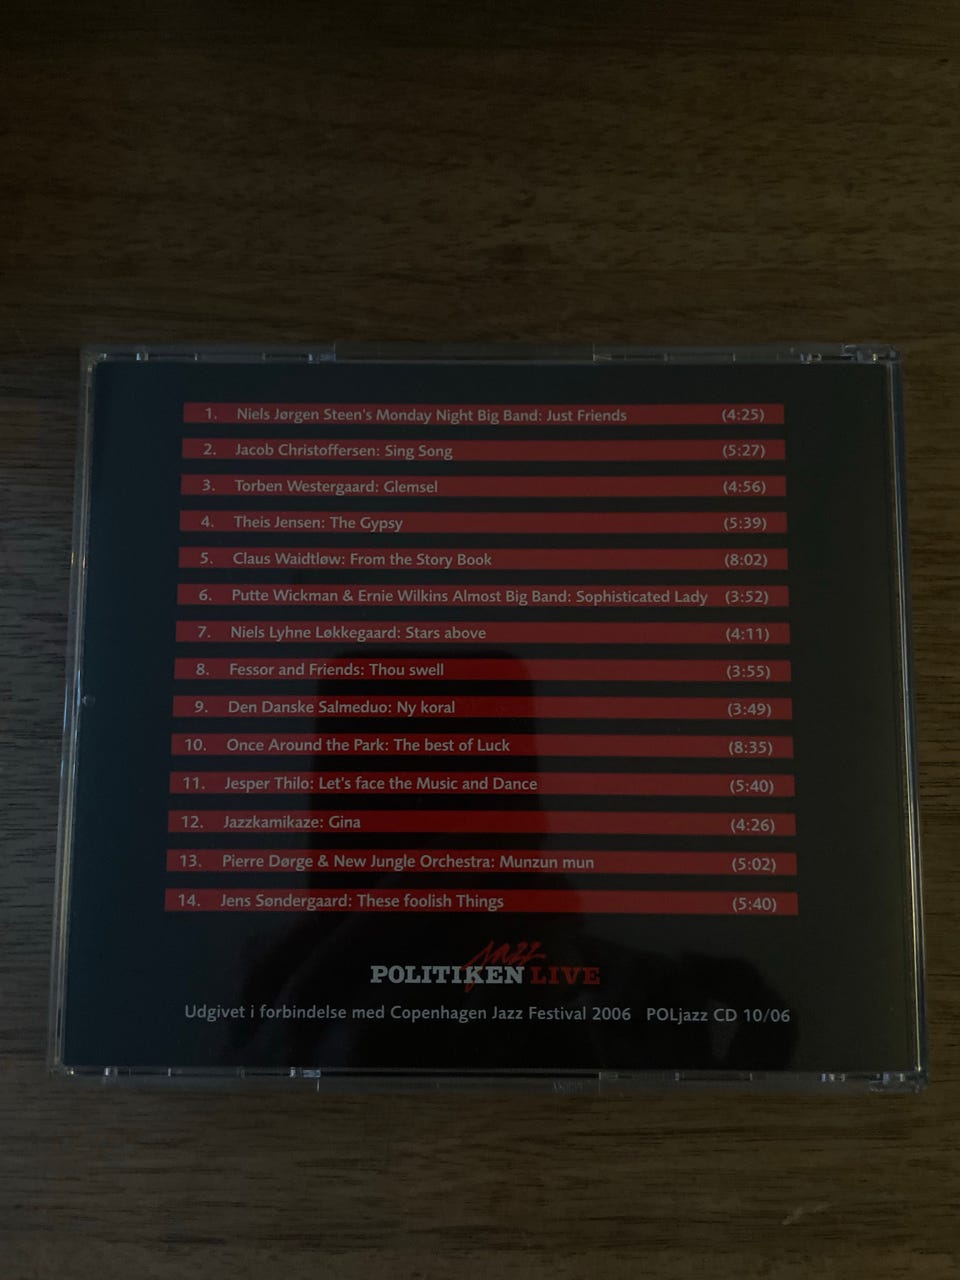 1. Niels Jørgen Steen's Monday Night Big Band: Just Friends (4:25)
2. Jacob Christoffersen: Sing Song (5:27)
3. Torben Westergaard: Glemsel (4:56)
4. Theis Jensen: The Gypsy (5:39)
5. Claus Waidtløw: From the Story Book (8:02)
6. Putte Wickman & Ernie Wilkins Almost Big Band: Sophisticated Lady (3:52)
7. Niels Lyhne Løkkegaard: Stars above (4:11)
8. Fessor and Friends: Thou swell (3:55)
9. Den Danske Salmeduo: Ny koral (3:49)
10. Once Around the Park: The best of Luck (8:35)
11. Jesper Thilo: Let's face the Music and Dance (5:40)
12. Jazzkamikaze: Gina (4:26)
13. Pierre Dørge & New Jungle Orchestra: Munzun mun (5:02)
14. Jens Søndergaard: These foolish Things (5:40)
jazz
POLITIKEN LIVE
Udgivet i forbindelse med Copenhagen Jazz Festival 2006 POLjazz CD 10/06